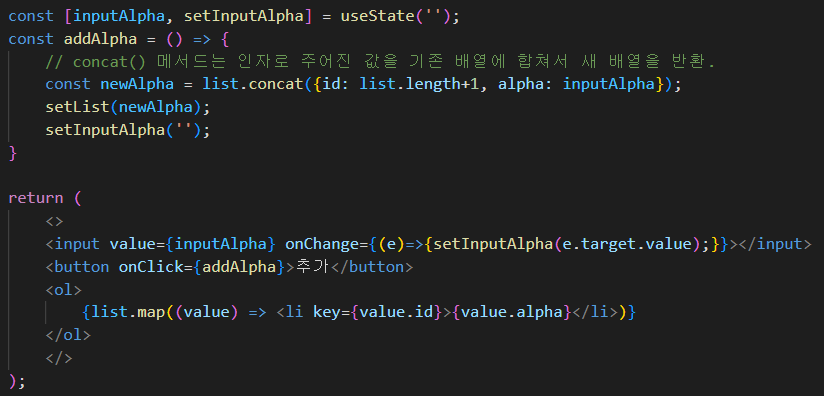 const [inputAlpha, setInputAlpha] = useState('');
const addAlpha = () => {
// concat() 메서드는 인자로 주어진 값을 기존 배열에 합쳐서 새 배열을 반환.
const newAlpha = list.concat({id: list.length+1, alpha: inputAlpha});
setList(newAlpha);
setInputAlpha('');
}
return (
<>
<input value={inputAlpha} onChange={(e)=>{setInputAlpha(e.target.value);}}></input>
<button onClick={addAlpha}>추가</button>
<ol>
{list.map((value) => <li key={value.id}>{value.alpha}</li>)}
</ol>
</>
);